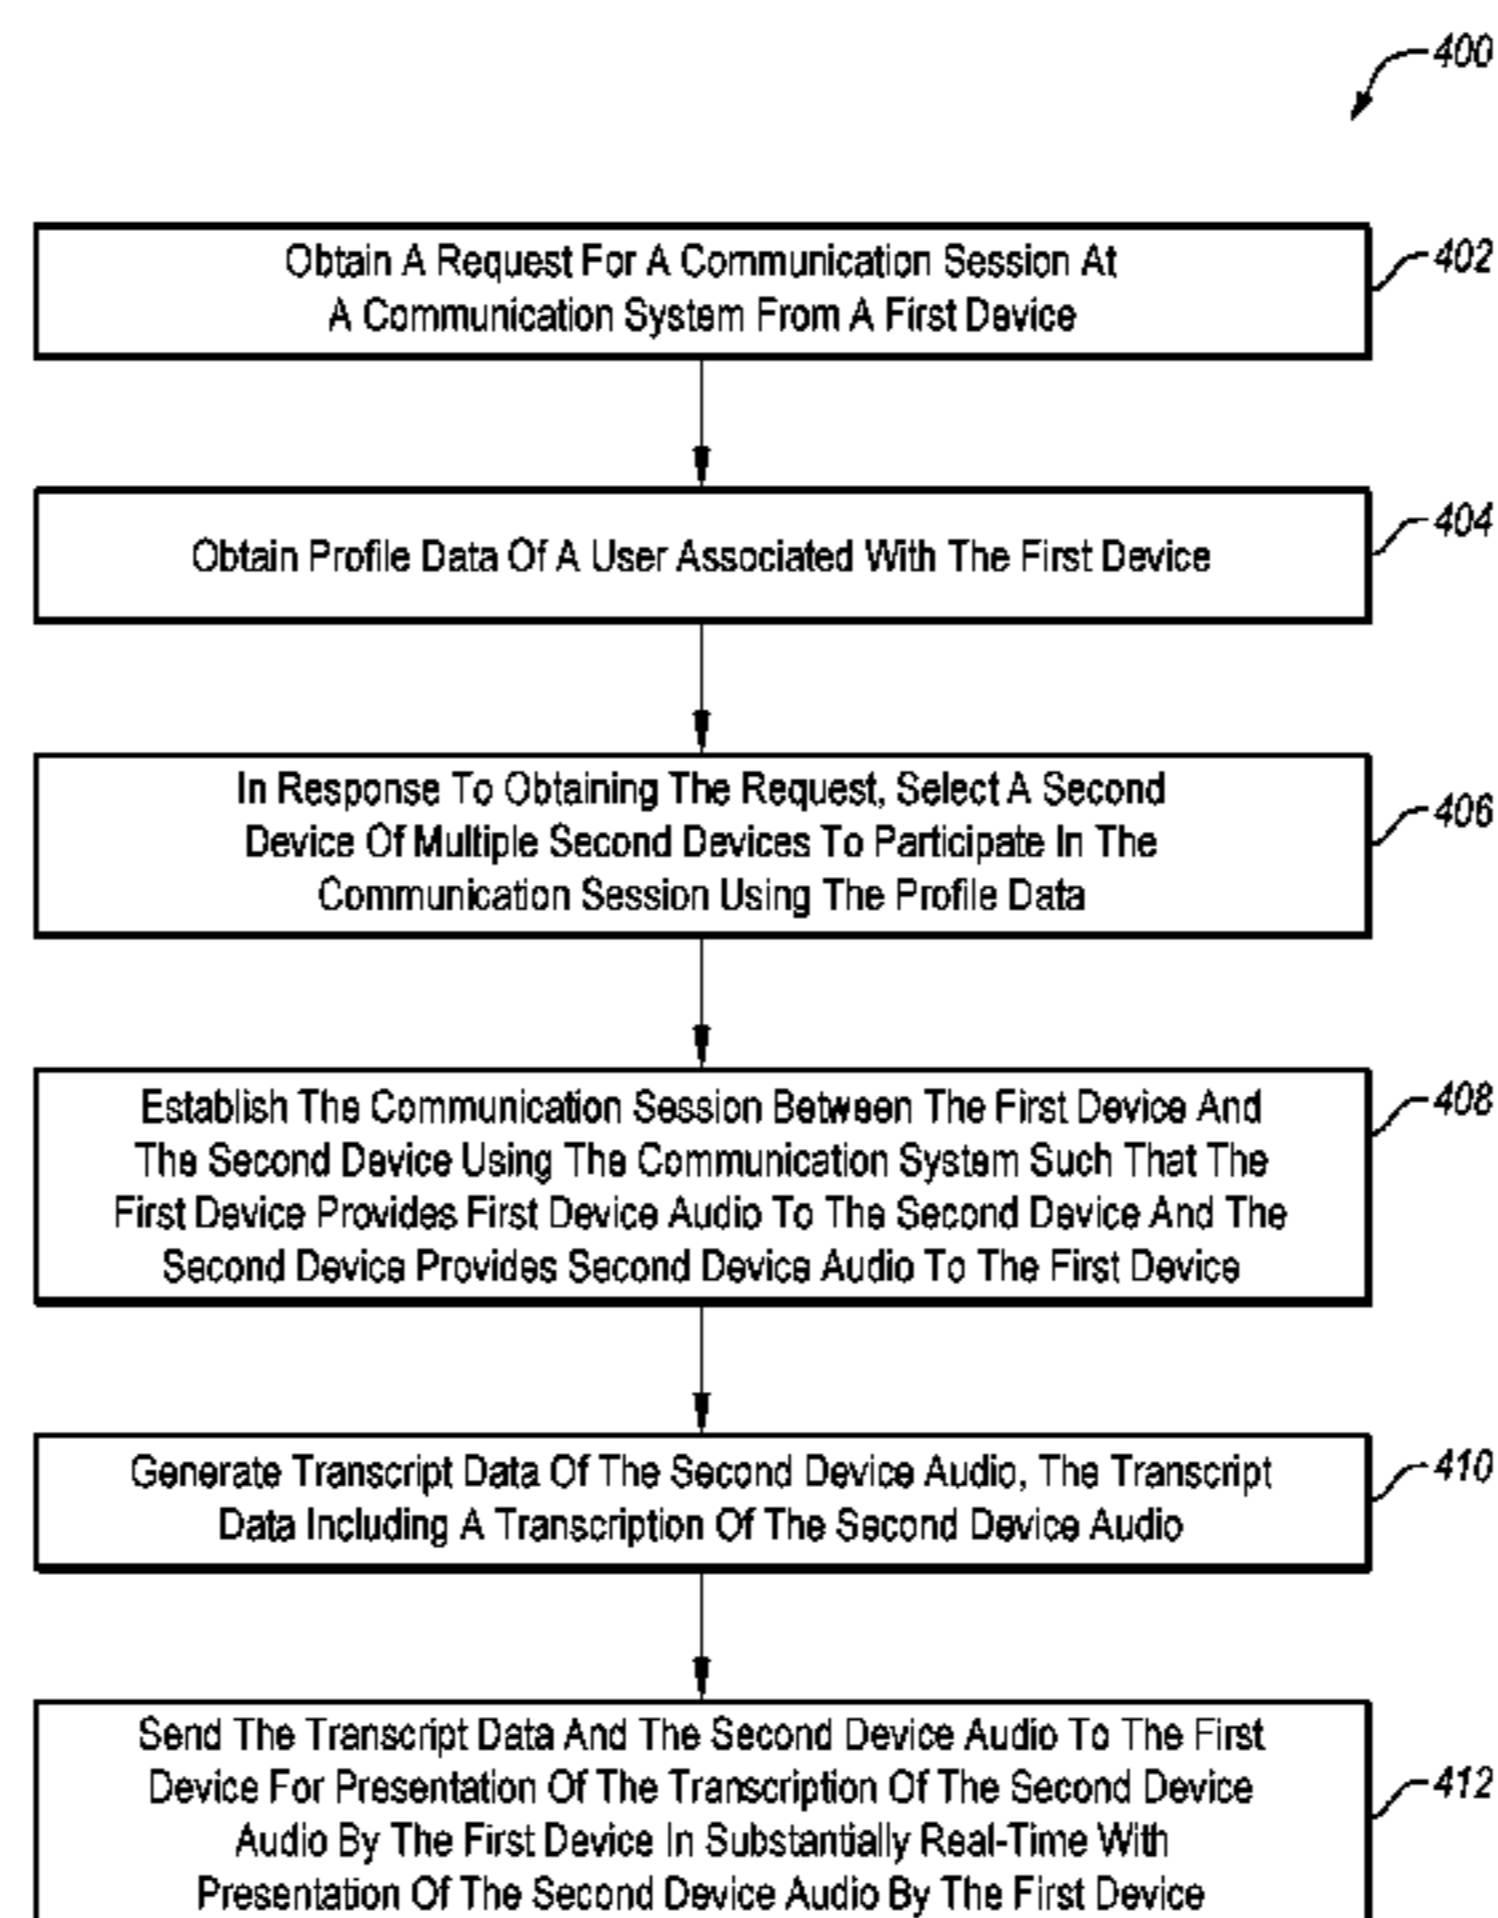 400
Obtain A Request For A Communication Session At
A Communication System From A First Device
402
Obtain Profile Data Of A User Associated With The First Device
404
In Response To Obtaining The Request, Select A Second
Device Of Multiple Second Devices To Participate In The
Communication Session Using The Profile Data
406
Establish The Communication Session Between The First Device And
The Second Device Using The Communication System Such That The
First Device Provides First Device Audio To The Second Device And The
Second Device Provides Second Device Audio To The First Device
408
Generate Transcript Data Of The Second Device Audio, The Transcript
Data Including A Transcription Of The Second Device Audio
410
Send The Transcript Data And The Second Device Audio To The First
Device For Presentation Of The Transcription Of The Second Device
Audio By The First Device In Substantially Real-Time With
Presentation Of The Second Device Audio By The First Device
412